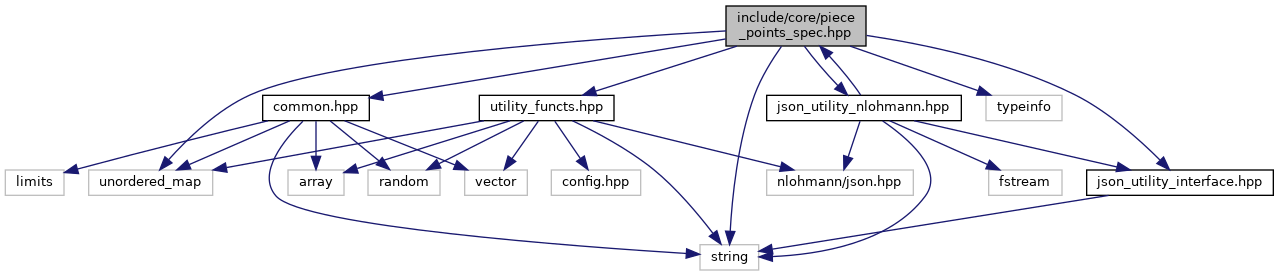 include/core/piece
_points_spec.hpp
common.hpp
utility_functs.hpp
json_utility_nlohmann.hpp
typeinfo
limits
unordered_map
array
random
vector
config.hpp
nlohmann/json.hpp
fstream
json_utility_interface.hpp
string